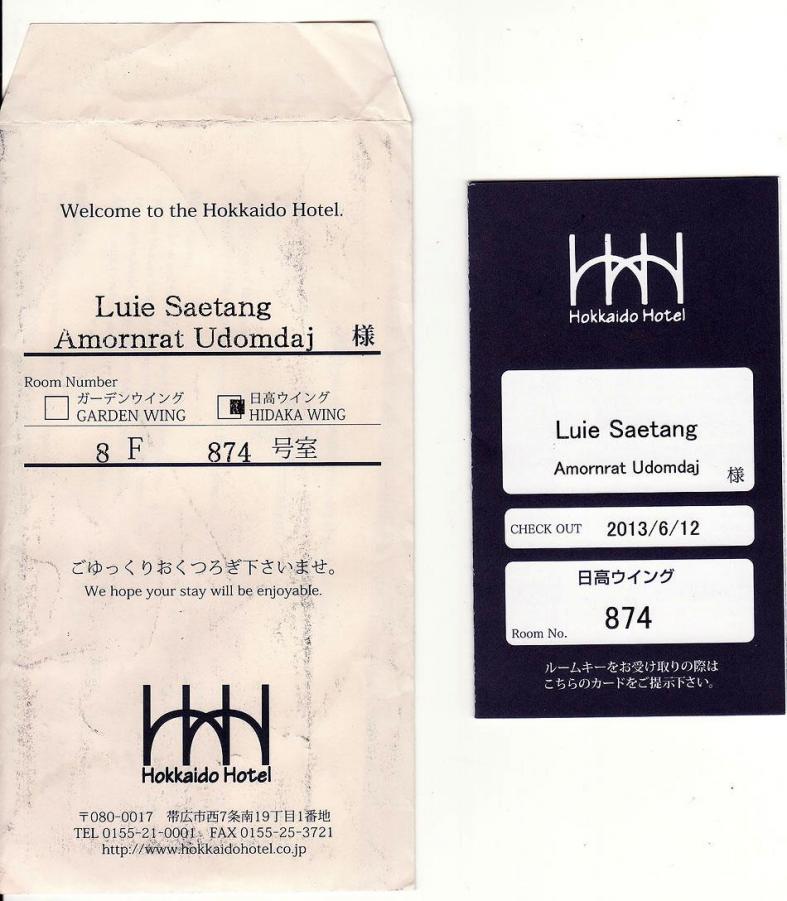 Welcome to the Hokkaido Hotel.
Luie Saetang
Amornrat Udomdaj 様
Room Number
ガーデンウイング
GARDEN WING
日高ウイング
HIDAKA WING
8 F 874 号室
ごゆっくりおくつろぎ下さいませ。
We hope your stay will be enjoyable.
Hokkaido Hotel
〒080-0017 帯広市西7条南19丁目1番地
TEL 0155-21-0001 FAX 0155-25-3721
http://www.hokkaidohotel.co.jp
Hokkaido Hotel
Luie Saetang
Amornrat Udomdaj 様
CHECK OUT 2013/6/12
日高ウイング
Room No. 874
ルームキーをお受け取りの際は
こちらのカードをご提示下さい。